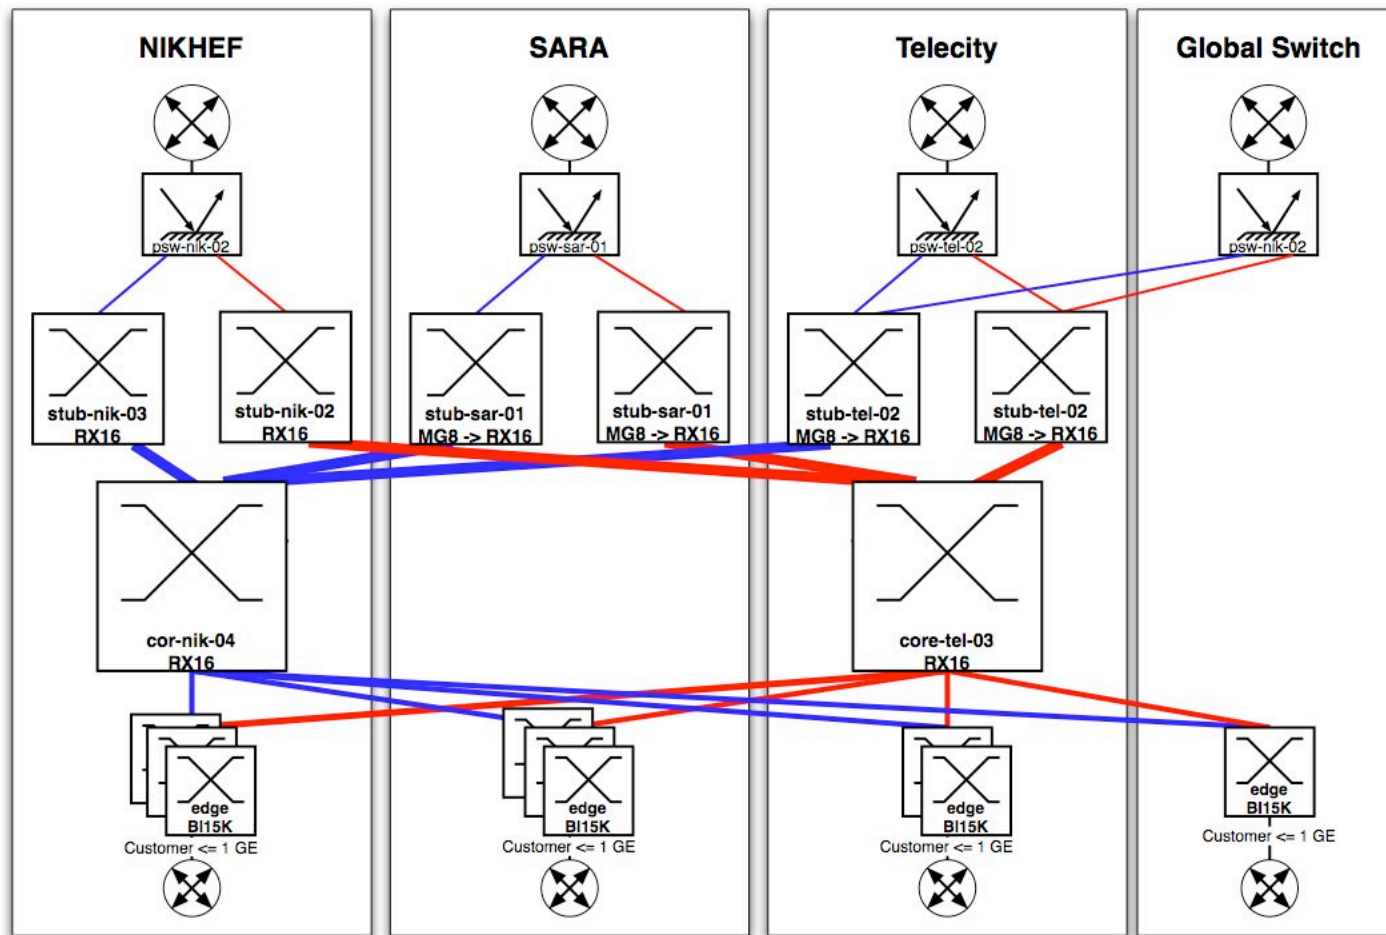 NIKHEF
SARA
Telecity
Global Switch
psw-nik-02
psw-sar-01
psw-tel-02
psw-nik-02
stub-nik-03
RX16
stub-nik-02
RX16
stub-sar-01
MG8 -> RX16
stub-sar-01
MG8 -> RX16
stub-tel-02
MG8 -> RX16
stub-tel-02
MG8 -> RX16
cor-nik-04
RX16
core-tel-03
RX16
edge
BI15K
Customer <= 1 GE
edge
BI15K
Customer <= 1 GE
edge
BI15K
Customer <= 1 GE
edge
BI15K
Customer <= 1 GE